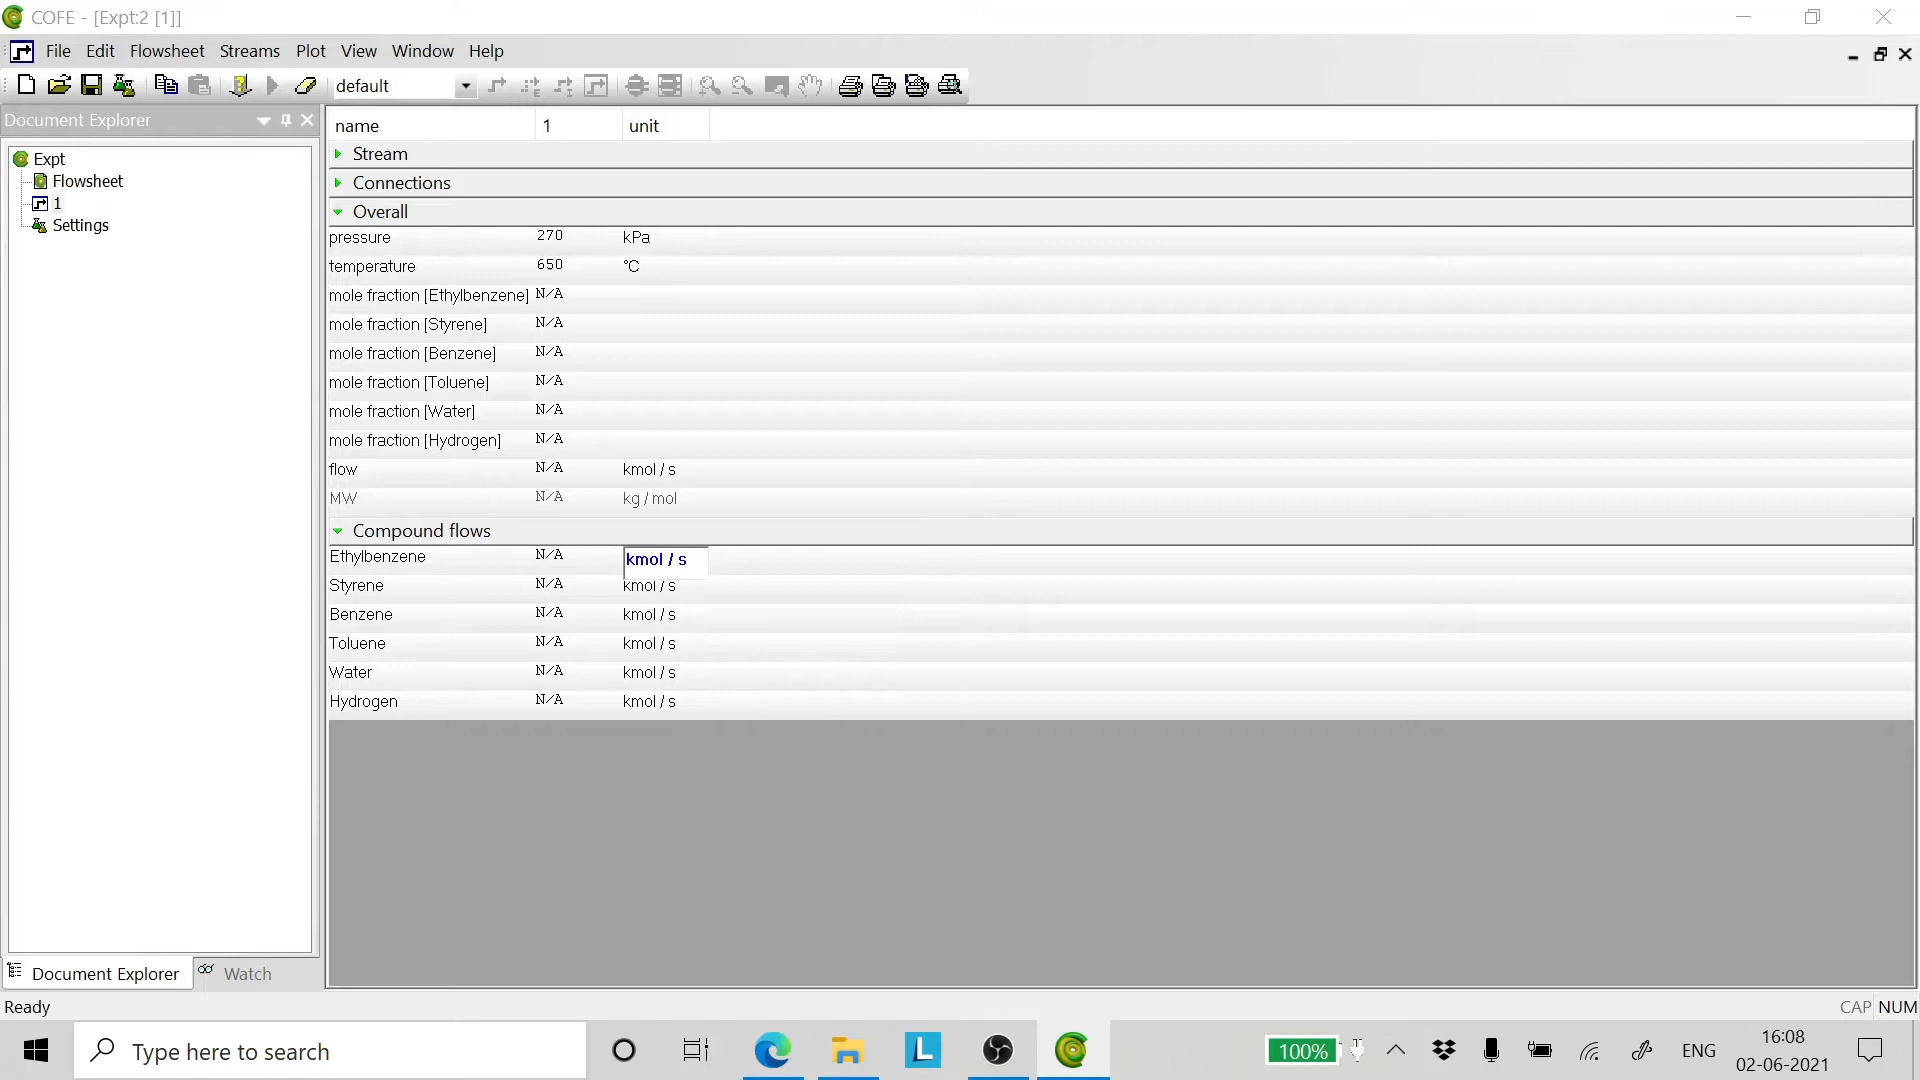 COFE - [Expt:2 [1]]
File Edit Flowsheet Streams Plot View Window Help
default
Document Explorer
Expt
Flowsheet
1
Settings
name 1 unit
Stream
Connections
Overall
pressure 270 kPa
temperature 650 °C
mole fraction [Ethylbenzene] N/A
mole fraction [Styrene] N/A
mole fraction [Benzene] N/A
mole fraction [Toluene] N/A
mole fraction [Water] N/A
mole fraction [Hydrogen] N/A
flow N/A kmol / s
MW N/A kg / mol
Compound flows
Ethylbenzene N/A kmol / s
Styrene N/A kmol / s
Benzene N/A kmol / s
Toluene N/A kmol / s
Water N/A kmol / s
Hydrogen N/A kmol / s
Document Explorer Watch
Ready CAP NUM
Type here to search
L
100%
ENG
16:08
02-06-2021